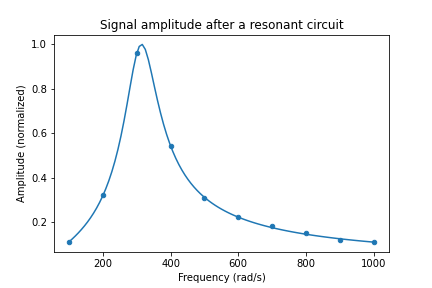 Signal amplitude after a resonant circuit
1.0
0.8
0.6
0.4
0.2
Amplitude (normalized)
200 400 600 800 1000
Frequency (rad/s)